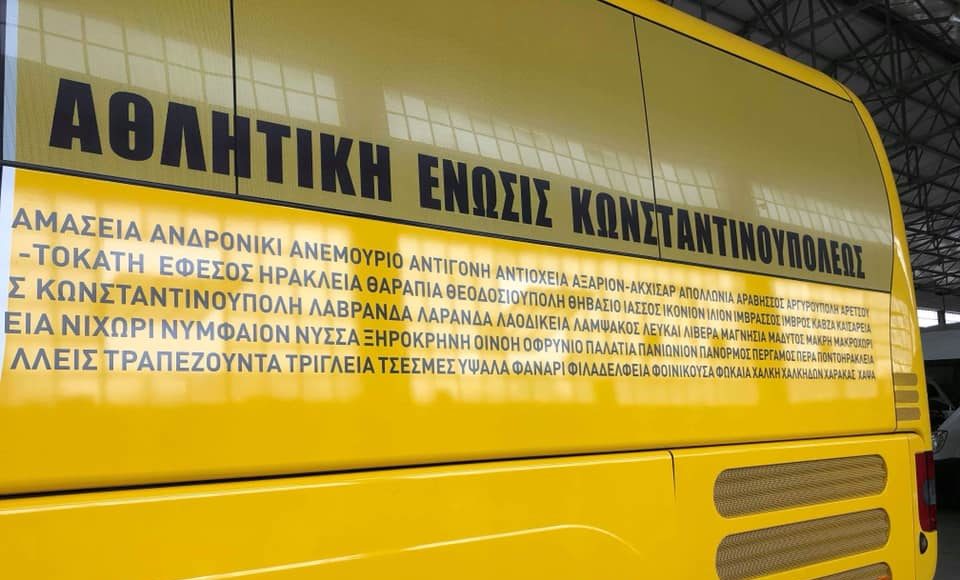 ΑΘΛΗΤΙΚΗ ΕΝΩΣΙΣ ΚΩΝΣΤΑΝΤΙΝΟΥΠΟΛΕΩΣ
ΑΜΑΣΕΙΑ ΑΝΔΡΟΝΙΚΙ ΑΝΕΜΟΥΡΙΟ ΑΝΤΙΓΟΝΗ ΑΝΤΙΟΧΕΙΑ ΑΞΑΡΙΟΝ-ΑΚΧΙΣΑΡ ΑΠΟΛΛΩΝΙΑ ΑΡΑΒΗΣΣΟΣ ΑΡΓΥΡΟΥΠΟΛΗ ΑΡΕΤΣΟΥ
-ΤΟΚΑΤΗ ΕΦΕΣΟΣ ΗΡΑΚΛΕΙΑ ΘΑΡΑΠΙΑ ΘΕΟΔΟΣΙΟΥΠΟΛΗ ΘΗΒΑΣΙΟ ΙΑΣΣΟΣ ΙΚΟΝΙΟΝ ΙΛΙΟΝ ΙΜΒΡΑΣΣΟΣ ΙΜΒΡΟΣ ΚΑΒΖΑ ΚΑΙΣΑΡΕΙΑ
Σ ΚΩΝΣΤΑΝΤΙΝΟΥΠΟΛΗ ΛΑΒΡΑΝΔΑ ΛΑΡΑΝΔΑ ΛΑΟΔΙΚΕΙΑ ΛΑΜΨΑΚΟΣ ΛΕΥΚΑΙ ΛΙΒΕΡΑ ΜΑΓΝΗΣΙΑ ΜΑΔΥΤΟΣ ΜΑΚΡΗ ΜΑΚΡΟΧΩΡΙ
ΕΙΑ ΝΙΧΩΡΙ ΝΥΜΦΑΙΟΝ ΝΥΣΣΑ ΞΗΡΟΚΡΗΝΗ ΟΙΝΟΗ ΟΦΡΥΝΙΟ ΠΑΛΑΤΙΑ ΠΑΝΙΩΝΙΟΝ ΠΑΝΟΡΜΟΣ ΠΕΡΓΑΜΟΣ ΠΕΡΑ ΠΟΝΤΟΗΡΑΚΛΕΙΑ
ΛΛΕΙΣ ΤΡΑΠΕΖΟΥΝΤΑ ΤΡΙΓΛΕΙΑ ΤΣΕΣΜΕΣ ΥΨΑΛΑ ΦΑΝΑΡΙ ΦΙΛΑΔΕΛΦΕΙΑ ΦΟΙΝΙΚΟΥΣΑ ΦΩΚΑΙΑ ΧΑΛΚΗ ΧΑΛΚΗΔΩΝ ΧΑΡΑΚΑΣ ΧΑΨΑ